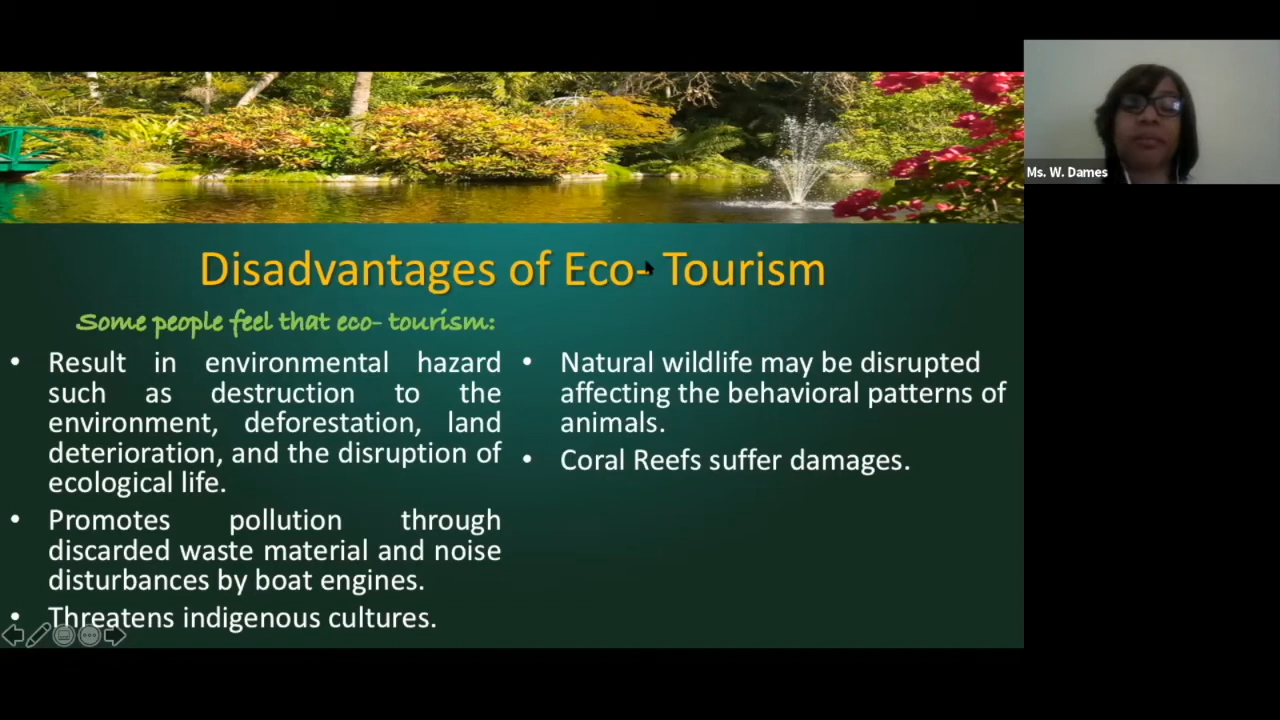 Disadvantages of Eco- Tourism
Some people feel that eco- tourism:
• Result in environmental hazard
such as destruction to the
environment, deforestation, land
deterioration, and the disruption of
ecological life.
• Promotes pollution through
discarded waste material and noise
disturbances by boat engines.
• Threatens indigenous cultures.
• Natural wildlife may be disrupted
affecting the behavioral patterns of
animals.
• Coral Reefs suffer damages.
Ms. W. Dames